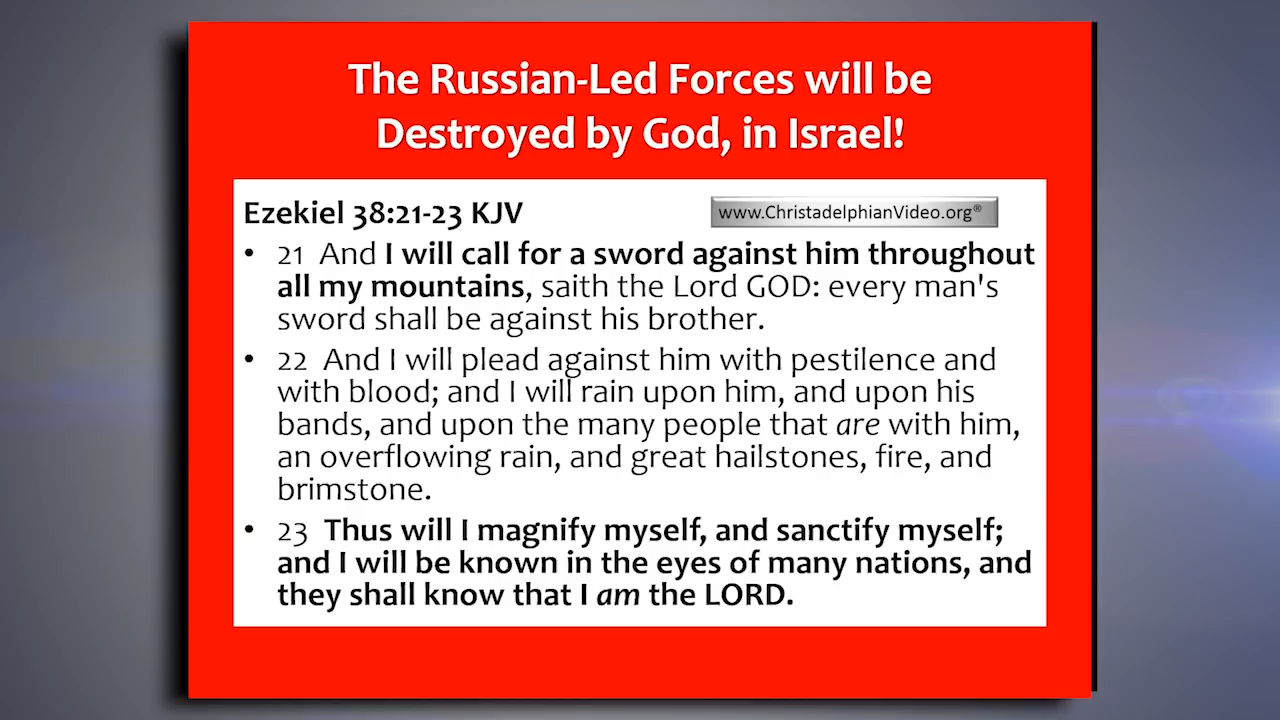 The Russian-Led Forces will be
Destroyed by God, in Israel!
Ezekiel 38:21-23 KJV
www.ChristadelphianVideo.org®
• 21 And I will call for a sword against him throughout
all my mountains, saith the Lord GOD: every man's
sword shall be against his brother.
• 22 And I will plead against him with pestilence and
with blood; and I will rain upon him, and upon his
bands, and upon the many people that are with him,
an overflowing rain, and great hailstones, fire, and
brimstone.
• 23 Thus will I magnify myself, and sanctify myself;
and I will be known in the eyes of many nations, and
they shall know that I am the LORD.